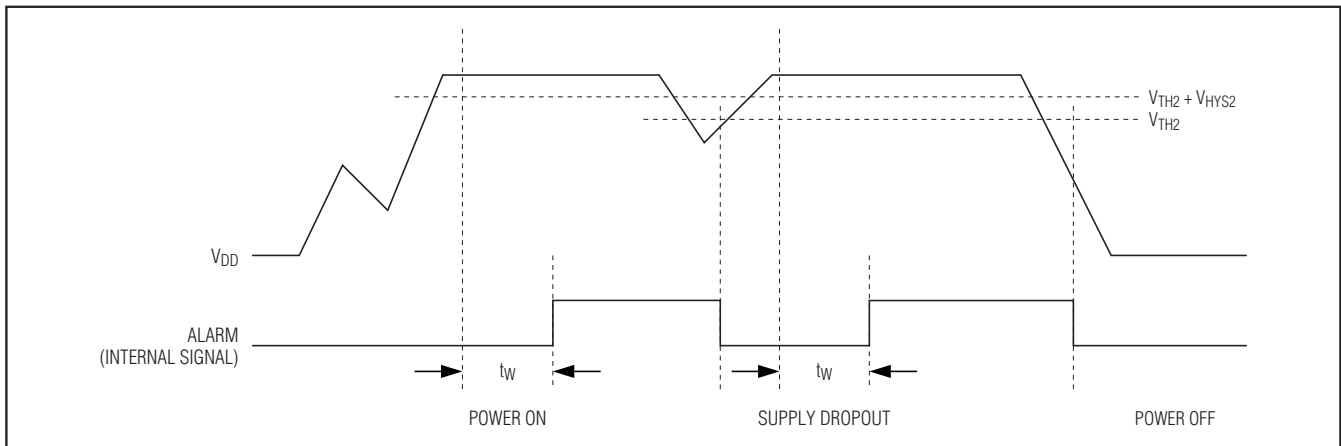 VTH2 + VHYS2
VTH2
VDD
ALARM
(INTERNAL SIGNAL)
tW
tW
POWER ON
SUPPLY DROPOUT
POWER OFF